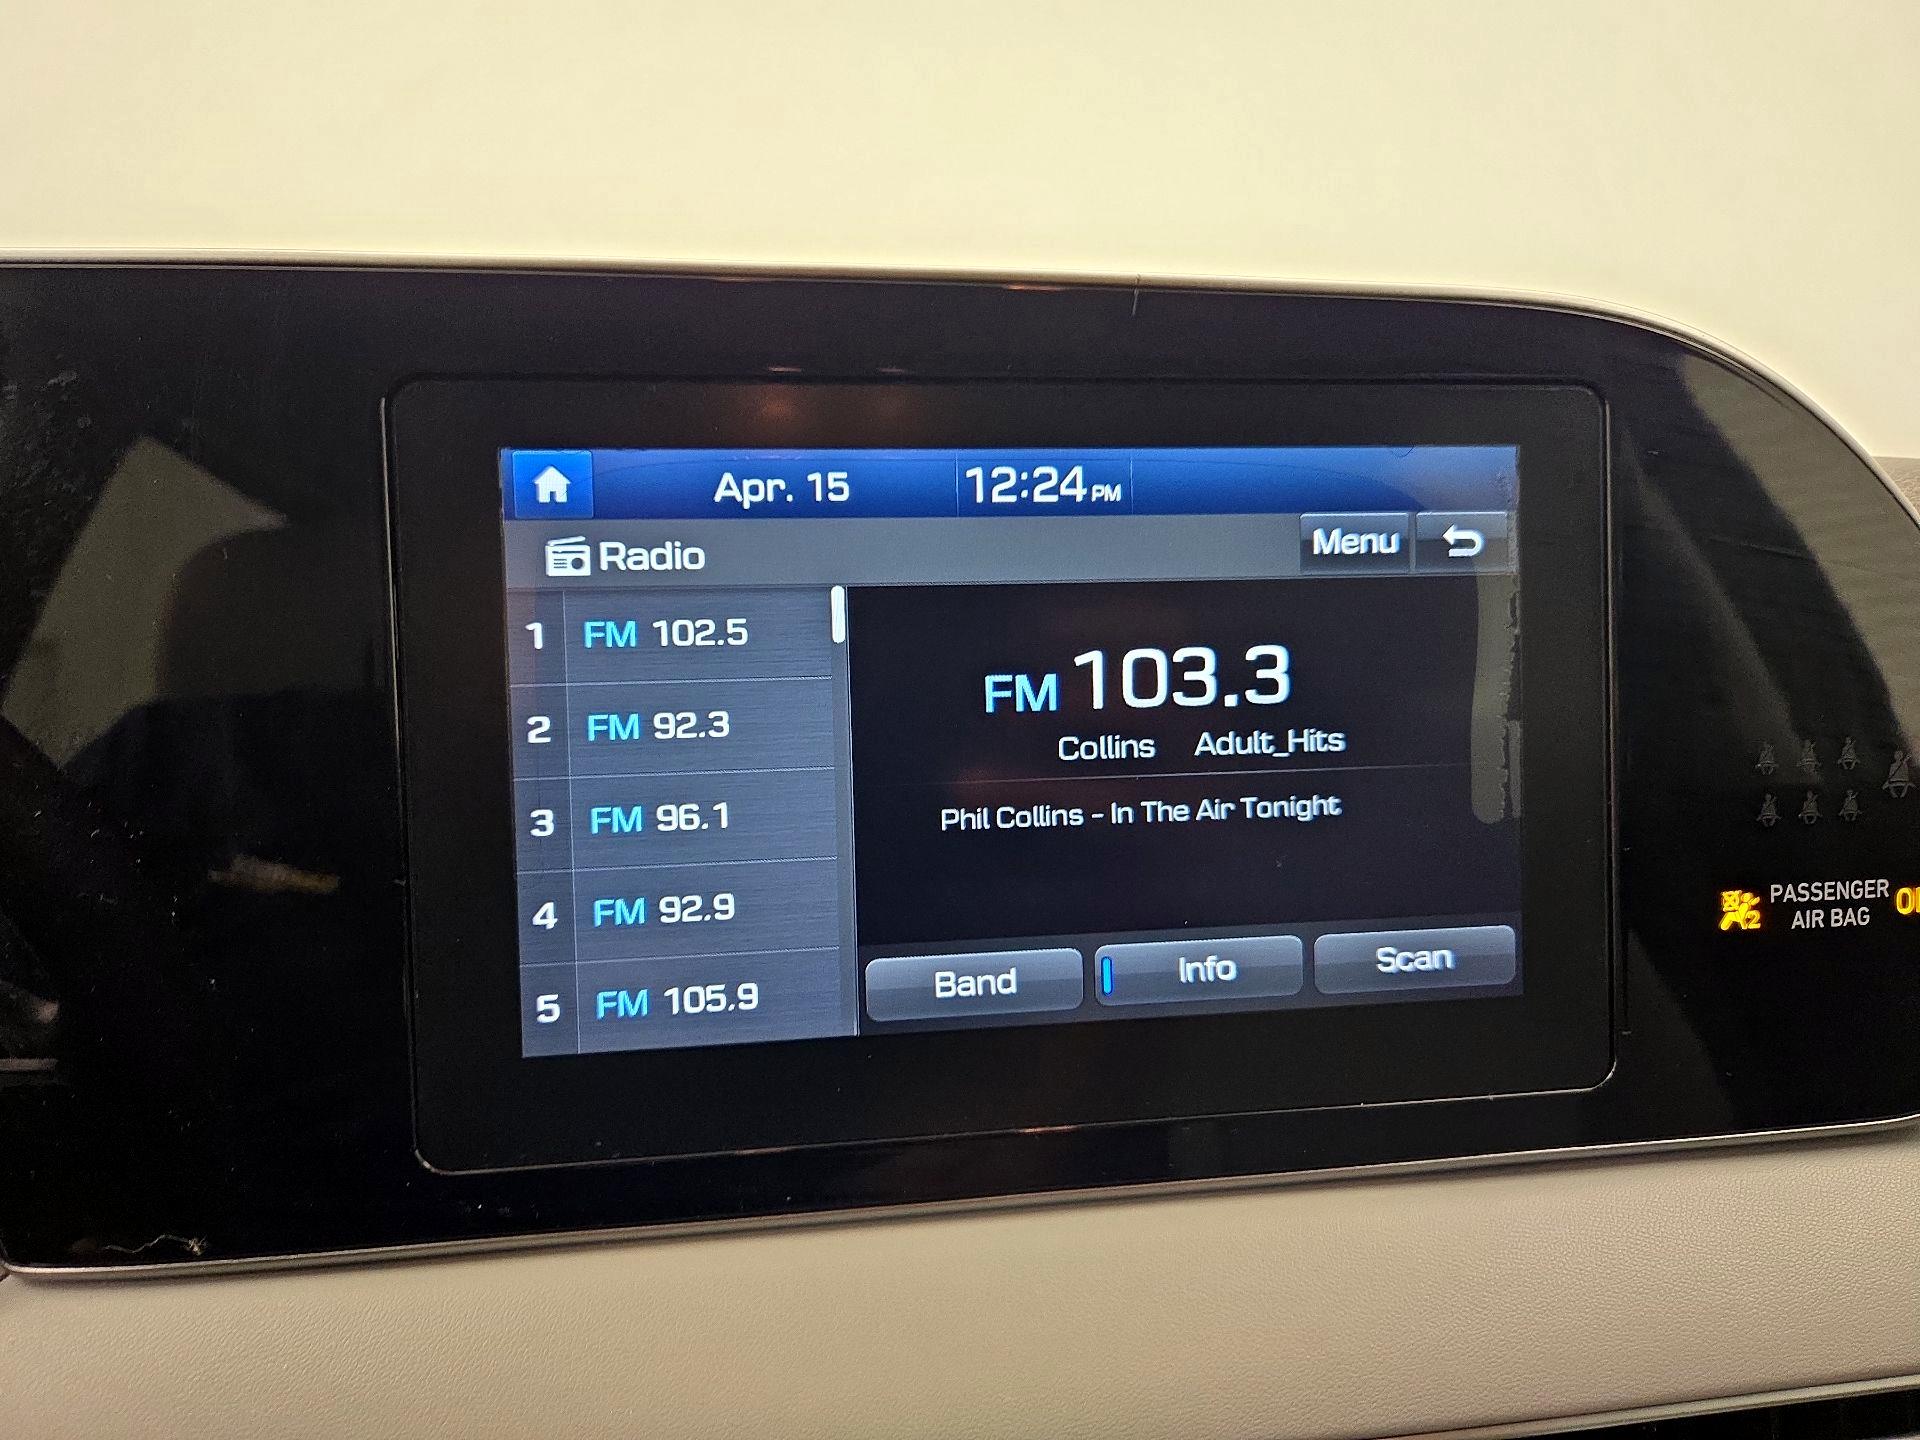 Apr. 15 12:24 PM
Radio Menu
1 FM 102.5
2 FM 92.3
3 FM 96.1
4 FM 92.9
5 FM 105.9
FM 103.3
Collins Adult_Hits
Phil Collins - In The Air Tonight
Band Info Scan
PASSENGER
AIR BAG
2